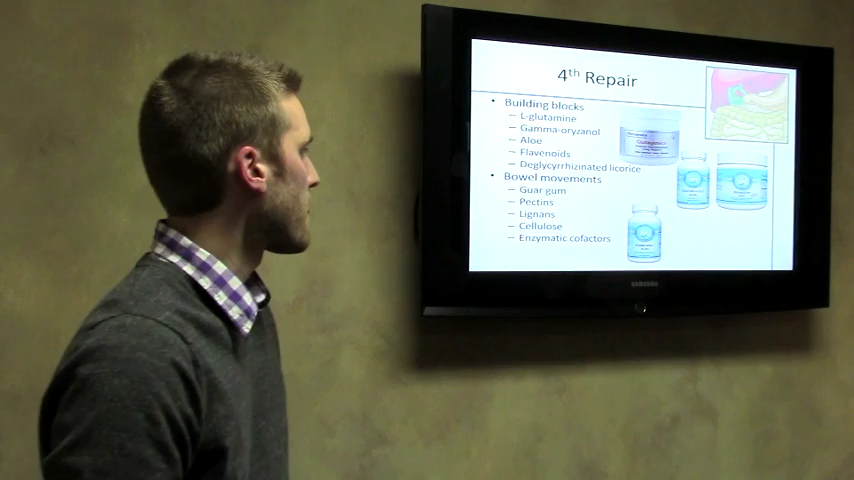 4th Repair
• Building blocks
– L-glutamine
– Gamma-oryzanol
– Aloe
– Flavenoids
– Deglycyrrhizinated licorice
• Bowel movements
– Guar gum
– Pectins
– Lignans
– Cellulose
– Enzymatic cofactors
SAMSUNG